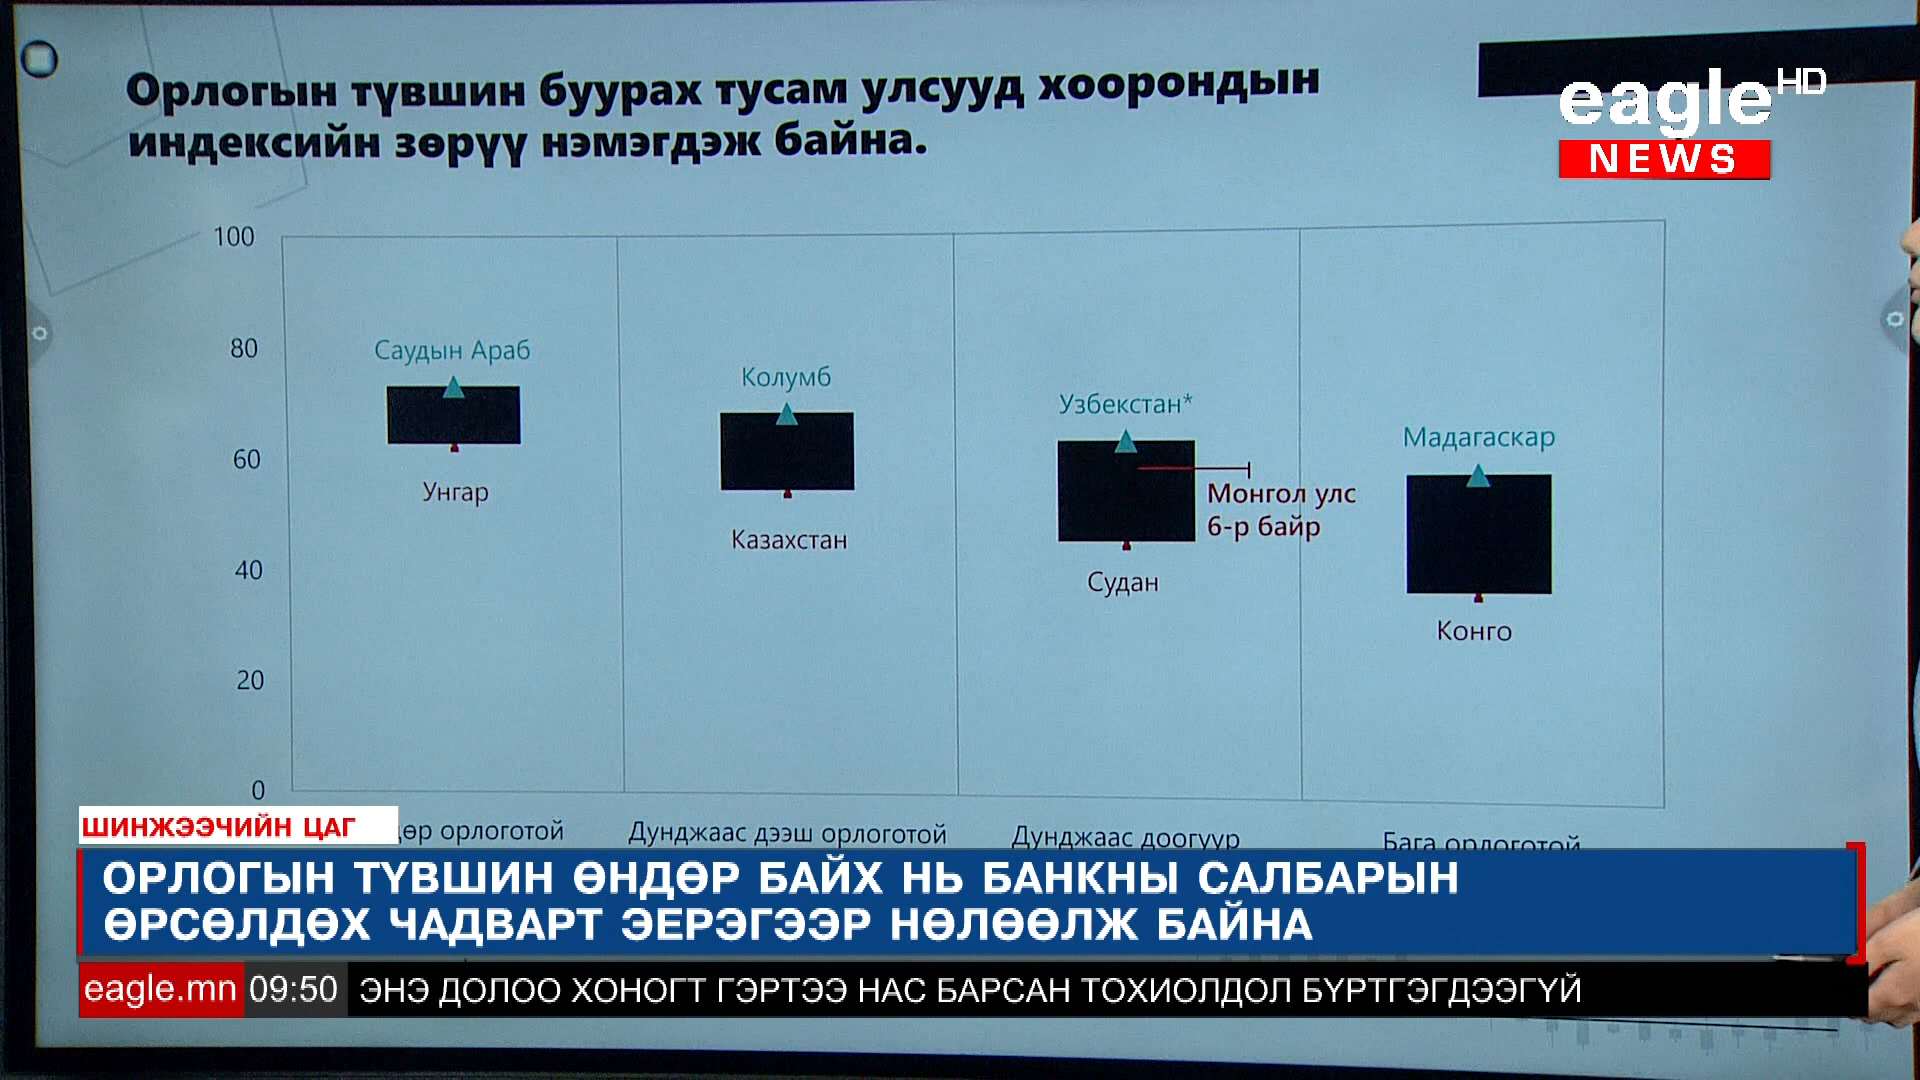 Орлогын түвшин буурах тусам улсууд хоорондын
индексийн зөрүү нэмэгдэж байна.
eagle HD
NEWS
100
80
60
40
20
0
Саудын Араб
Унгар
Колумб
Казахстан
Узбекстан*
Монгол улс
6-р байр
Судан
Мадагаскар
Конго
орлоготой
Дунджаас дээш орлоготой
Дунджаас доогуур
Бага орлоготой
ШИНЖЭЭЧИЙН ЦАГ
ОРЛОГЫН ТҮВШИН ӨНДӨР БАЙХ НЬ БАНКНЫ САЛБАРЫН
ӨРСӨЛДӨХ ЧАДВАРТ ЭЕРЭГЭЭР НӨЛӨӨЛЖ БАЙНА
eagle.mn 09:50 ЭНЭ ДОЛОО ХОНОГТ ГЭРТЭЭ НАС БАРСАН ТОХИОЛДОЛ БҮРТГЭГДЭЭГҮЙ